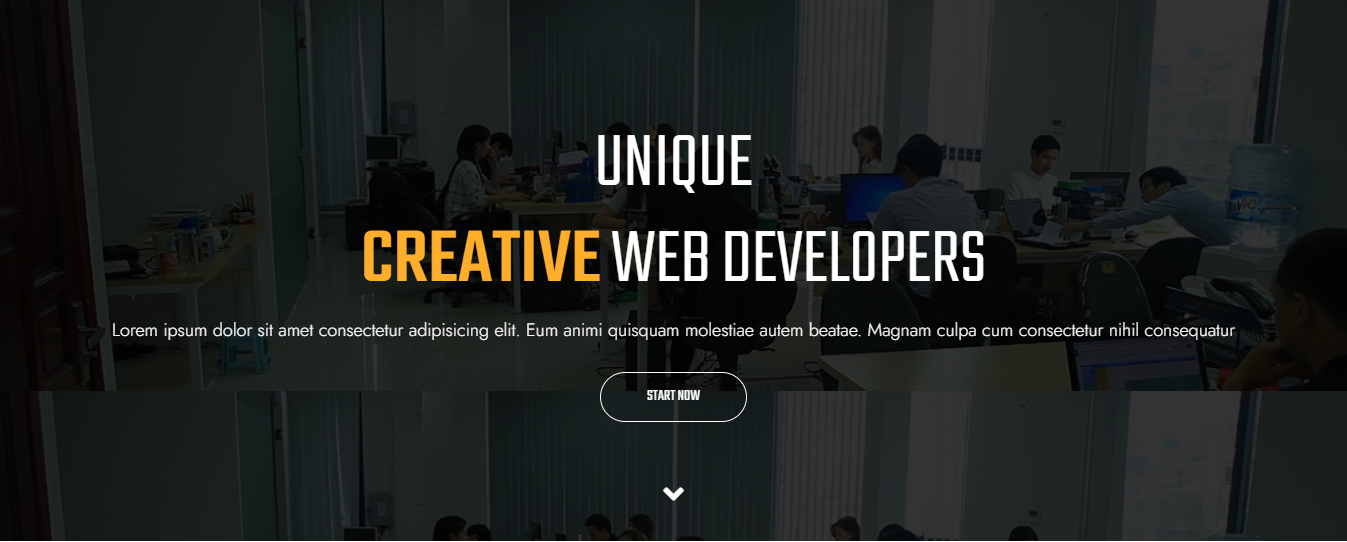 UNIQUE
CREATIVE WEB DEVELOPERS
Lorem ipsum dolor sit amet consectetur adipisicing elit. Eum animi quisquam molestiae autem beatae. Magnam culpa cum consectetur nihil consequatur
START NOW